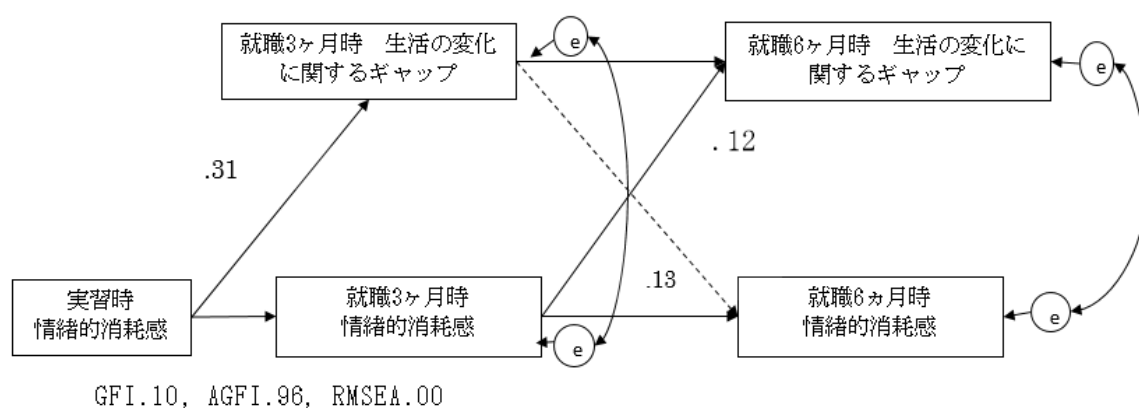 就職3ヶ月時 生活の変化
に関するギャップ
e
就職6ヶ月時 生活の変化に
関するギャップ
e
.31
.12
.13
実習時
情緒的消耗感
就職3ヶ月時
情緒的消耗感
e
就職6ヵ月時
情緒的消耗感
e
GFI.10, AGFI.96, RMSEA.00